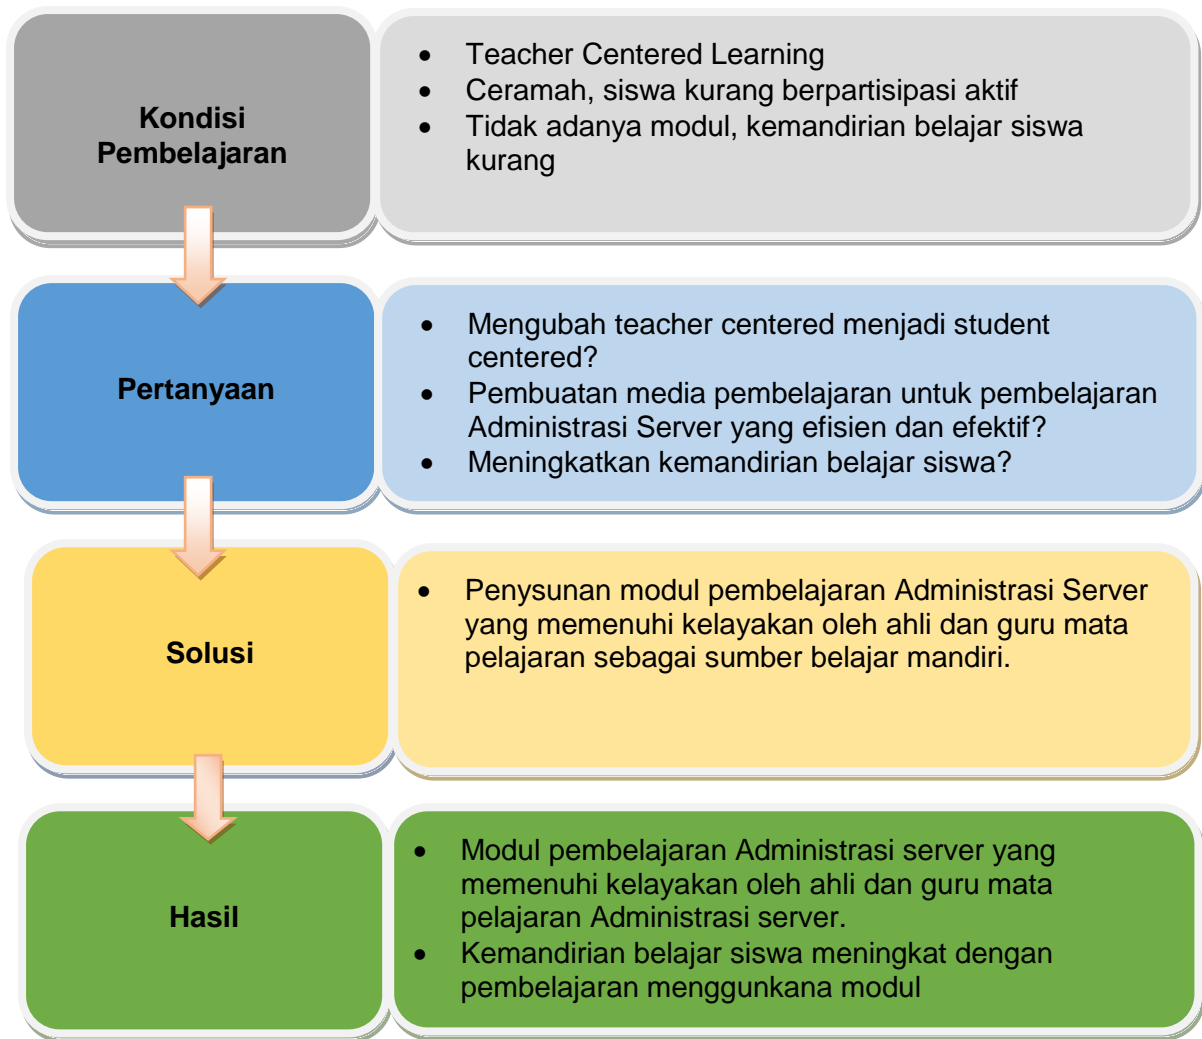 Kondisi
Pembelajaran
• Teacher Centered Learning
• Ceramah, siswa kurang berpartisipasi aktif
• Tidak adanya modul, kemandirian belajar siswa
kurang
Pertanyaan
• Mengubah teacher centered menjadi student
centered?
• Pembuatan media pembelajaran untuk pembelajaran
Administrasi Server yang efisien dan efektif?
• Meningkatkan kemandirian belajar siswa?
Solusi
• Penysunan modul pembelajaran Administrasi Server
yang memenuhi kelayakan oleh ahli dan guru mata
pelajaran sebagai sumber belajar mandiri.
Hasil
• Modul pembelajaran Administrasi server yang
memenuhi kelayakan oleh ahli dan guru mata
pelajaran Administrasi server.
• Kemandirian belajar siswa meningkat dengan
pembelajaran menggunkana modul